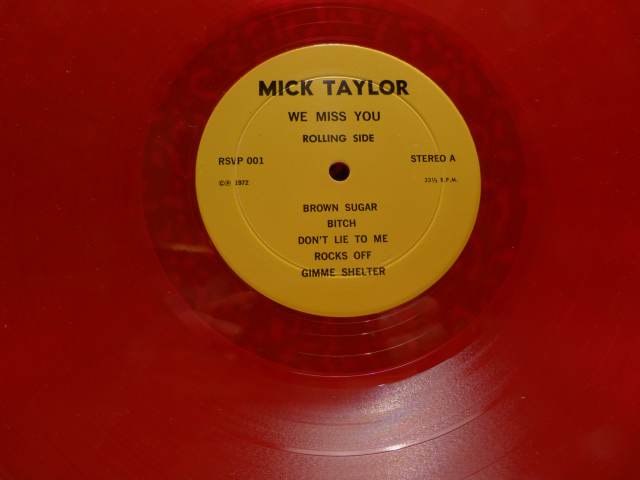 MICK TAYLOR
WE MISS YOU
ROLLING SIDE
RSVP 001 STEREO A
©℗ 1972 33⅓ R.P.M.
BROWN SUGAR
BITCH
DON'T LIE TO ME
ROCKS OFF
GIMME SHELTER